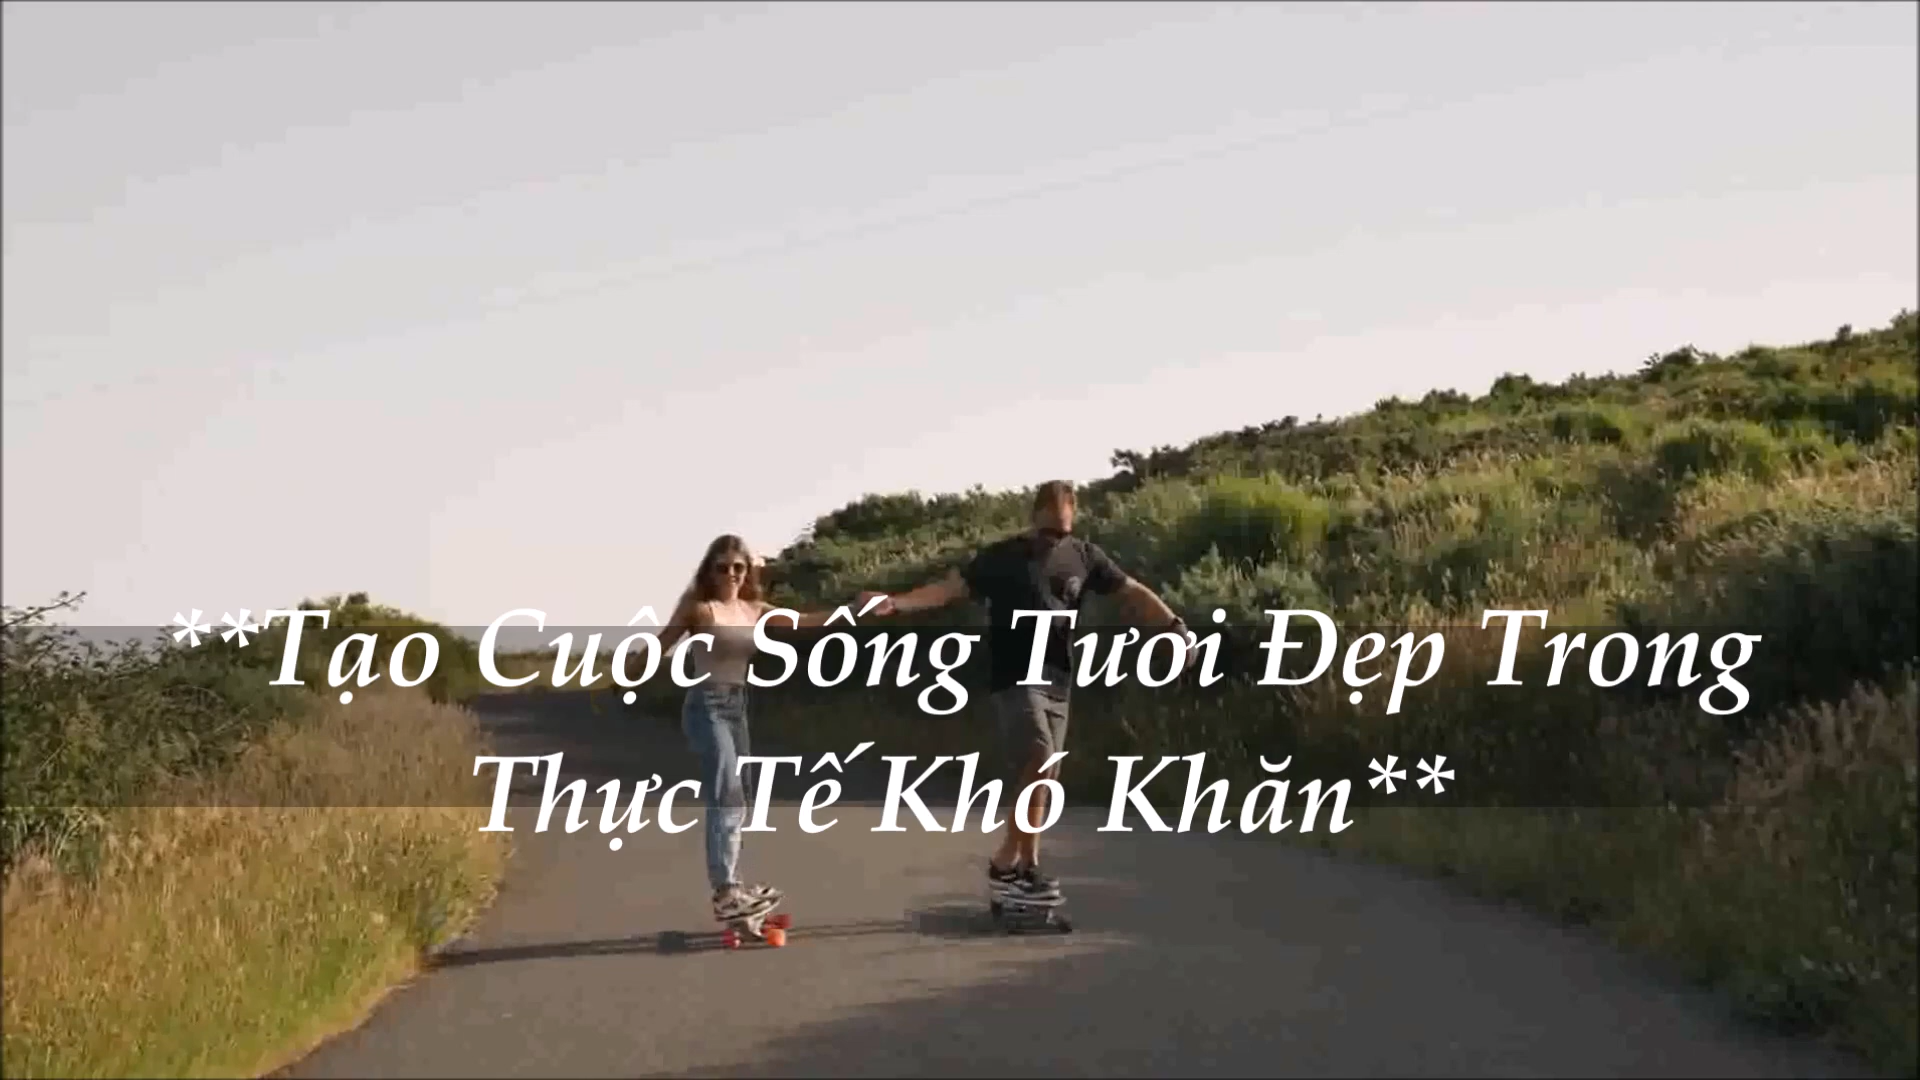 **Tạo Cuộc Sống Tươi Đẹp Trong
Thực Tế Khó Khăn**